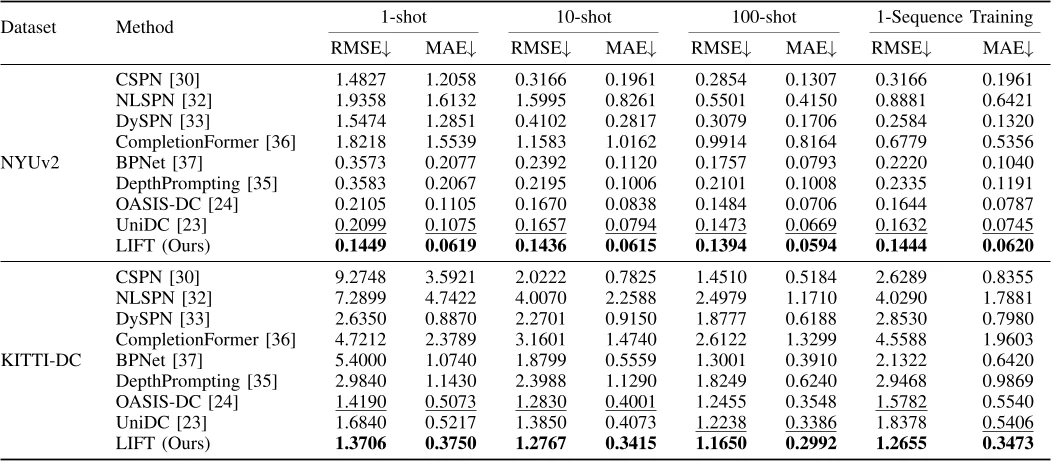 Dataset Method 1-shot 10-shot 100-shot 1-Sequence Training
RMSE↓ MAE↓ RMSE↓ MAE↓ RMSE↓ MAE↓ RMSE↓ MAE↓
CSPN [30] 1.4827 1.2058 0.3166 0.1961 0.2854 0.1307 0.3166 0.1961
NLSPN [32] 1.9358 1.6132 1.5995 0.8261 0.5501 0.4150 0.8881 0.6421
DySPN [33] 1.5474 1.2851 0.4102 0.2817 0.3079 0.1706 0.2584 0.1320
CompletionFormer [36] 1.8218 1.5539 1.1583 1.0162 0.9914 0.8164 0.6779 0.5356
NYUv2 BPNet [37] 0.3573 0.2077 0.2392 0.1120 0.1757 0.0793 0.2220 0.1040
DepthPrompting [35] 0.3583 0.2067 0.2195 0.1006 0.2101 0.1008 0.2335 0.1191
OASIS-DC [24] 0.2105 0.1105 0.1670 0.0838 0.1484 0.0706 0.1644 0.0787
UniDC [23] 0.2099 0.1075 0.1657 0.0794 0.1473 0.0669 0.1632 0.0745
LIFT (Ours) 0.1449 0.0619 0.1436 0.0615 0.1394 0.0594 0.1444 0.0620
CSPN [30] 9.2748 3.5921 2.0222 0.7825 1.4510 0.5184 2.6289 0.8355
NLSPN [32] 7.2899 4.7422 4.0070 2.2588 2.4979 1.1710 4.0290 1.7881
DySPN [33] 2.6350 0.8870 2.2701 0.9150 1.8777 0.6188 2.8530 0.7980
CompletionFormer [36] 4.7212 2.3789 3.1601 1.4740 2.6122 1.3299 4.5588 1.9603
KITTI-DC BPNet [37] 5.4000 1.0740 1.8799 0.5559 1.3001 0.3910 2.1322 0.6420
DepthPrompting [35] 2.9840 1.1430 2.3988 1.1290 1.8249 0.6240 2.9468 0.9869
OASIS-DC [24] 1.4190 0.5073 1.2830 0.4001 1.2455 0.3548 1.5782 0.5540
UniDC [23] 1.6840 0.5217 1.3850 0.4073 1.2238 0.3386 1.8378 0.5406
LIFT (Ours) 1.3706 0.3750 1.2767 0.3415 1.1650 0.2992 1.2655 0.3473